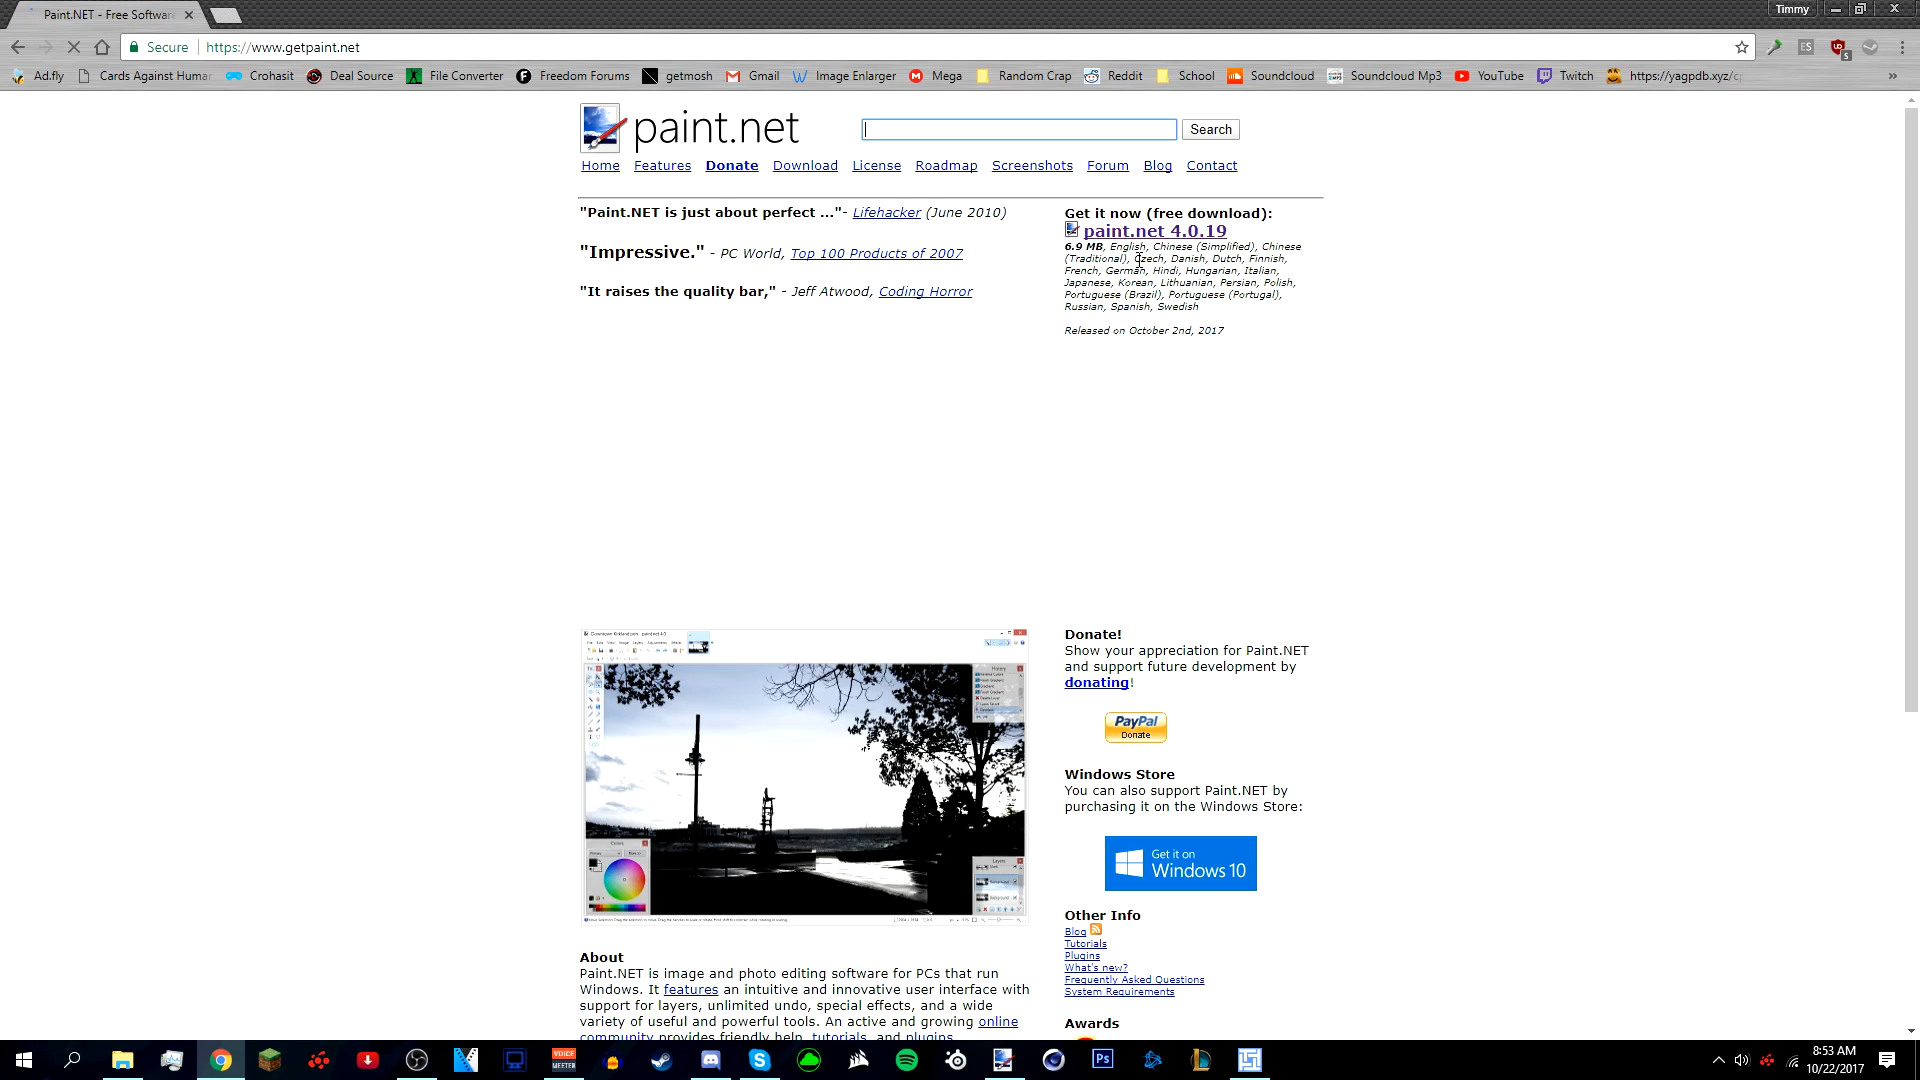 Paint.NET - Free Software
Timmy
Secure
https://www.getpaint.net
Ad.fly
Cards Against Human
Crohasit
Deal Source
File Converter
Freedom Forums
getmosh
Gmail
Image Enlarger
Mega
Random Crap
Reddit
School
Soundcloud
Soundcloud Mp3
YouTube
Twitch
https://yagpdb.xyz/cp
paint.net
Search
Home
Features
Donate
Download
License
Roadmap
Screenshots
Forum
Blog
Contact
"Paint.NET is just about perfect ..."- Lifehacker (June 2010)
"Impressive." - PC World, Top 100 Products of 2007
"It raises the quality bar," - Jeff Atwood, Coding Horror
Get it now (free download):
paint.net 4.0.19
6.9 MB, English, Chinese (Simplified), Chinese
(Traditional), Czech, Danish, Dutch, Finnish,
French, German, Hindi, Hungarian, Italian,
Japanese, Korean, Lithuanian, Persian, Polish,
Portuguese (Brazil), Portuguese (Portugal),
Russian, Spanish, Swedish
Released on October 2nd, 2017
Donate!
Show your appreciation for Paint.NET
and support future development by
donating!
PayPal
Donate
Windows Store
You can also support Paint.NET by
purchasing it on the Windows Store:
Get it on
Windows 10
Other Info
Blog
Tutorials
Plugins
What's new?
Frequently Asked Questions
System Requirements
Awards
About
Paint.NET is image and photo editing software for PCs that run
Windows. It features an intuitive and innovative user interface with
support for layers, unlimited undo, special effects, and a wide
variety of useful and powerful tools. An active and growing online
community provides friendly help, tutorials, and plugins.
VOICE
MEETER
Ps
8:53 AM
10/22/2017